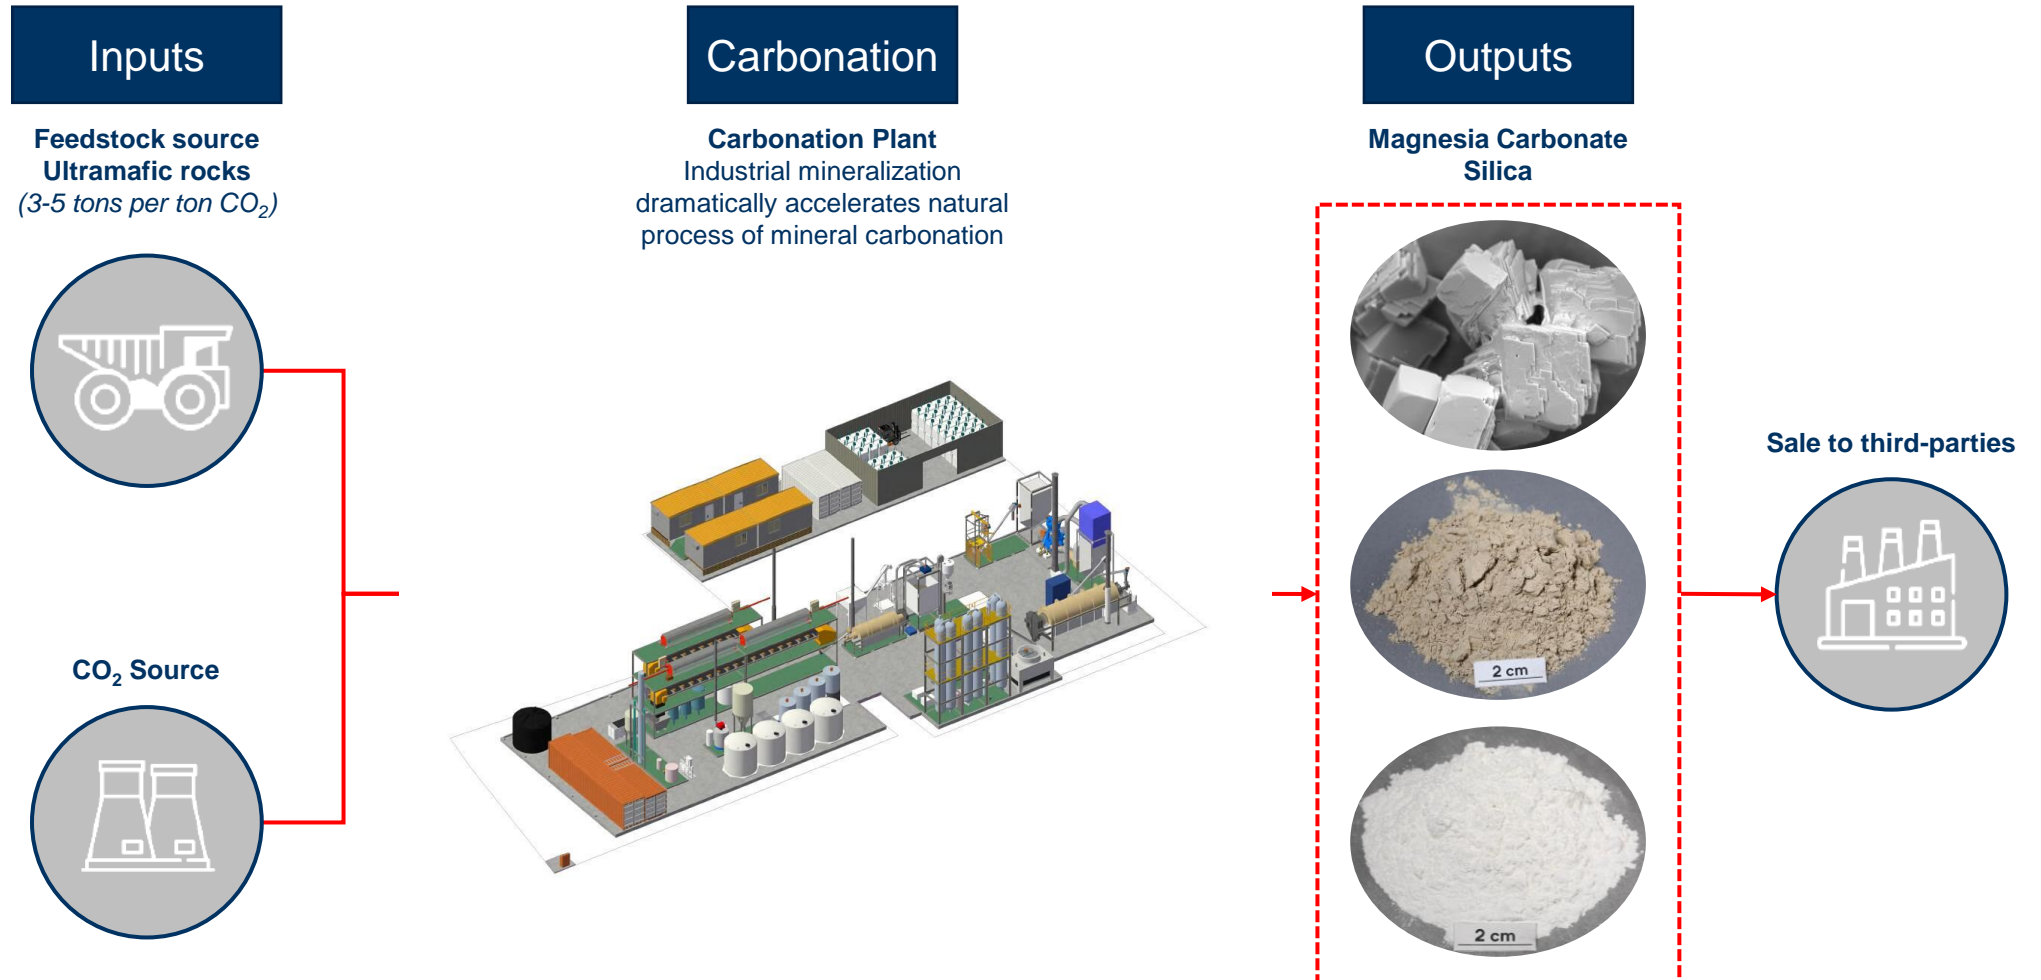 Inputs
Feedstock source
Ultramafic rocks
(3-5 tons per ton CO₂)
CO₂ Source
Carbonation
Carbonation Plant
Industrial mineralization
dramatically accelerates natural
process of mineral carbonation
Outputs
Magnesia Carbonate
Silica
2 cm
2 cm
Sale to third-parties